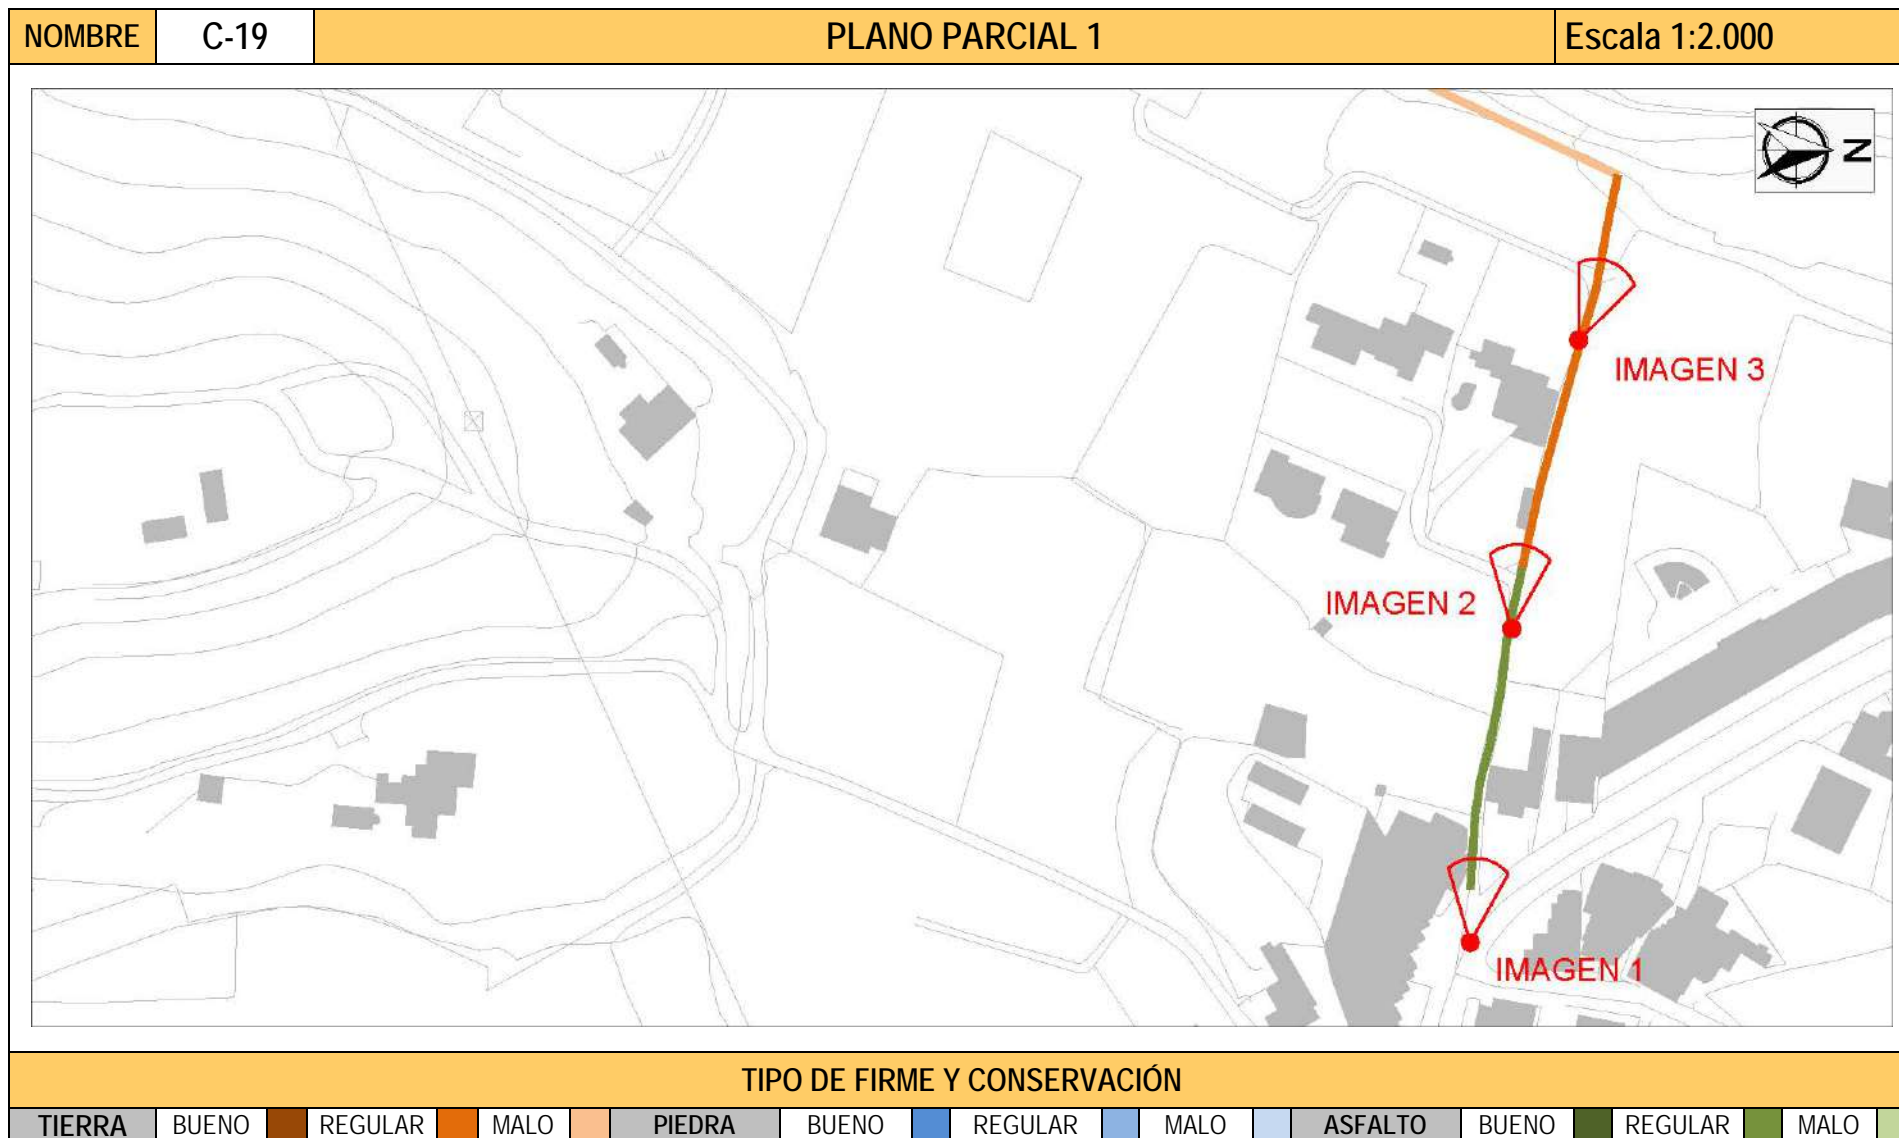 NOMBRE C-19 PLANO PARCIAL 1 Escala 1:2.000
N
IMAGEN 3
IMAGEN 2
IMAGEN 1
TIPO DE FIRME Y CONSERVACIÓN
TIERRA BUENO REGULAR MALO PIEDRA BUENO REGULAR MALO ASFALTO BUENO REGULAR MALO